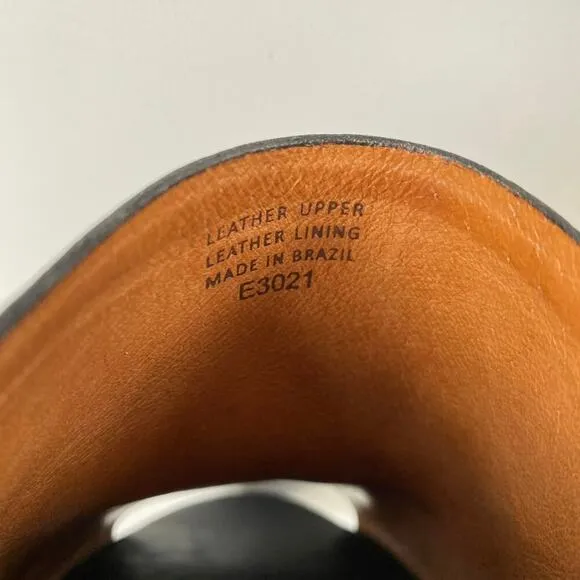 LEATHER UPPER
LEATHER LINING
MADE IN BRAZIL
E3021